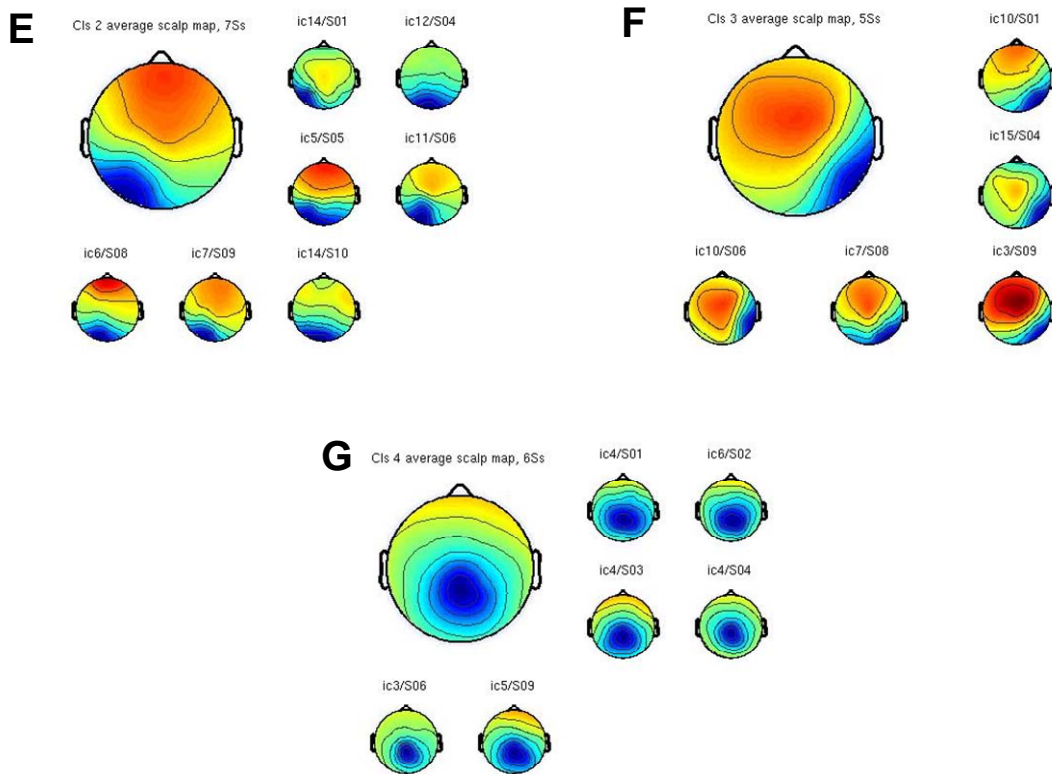 E
Cls 2 average scalp map, 7Ss
ic14/S01
ic12/S04
ic5/S05
ic11/S06
ic6/S08
ic7/S09
ic14/S10
F
Cls 3 average scalp map, 5Ss
ic10/S01
ic15/S04
ic10/S06
ic7/S08
ic3/S09
G
Cls 4 average scalp map, 6Ss
ic4/S01
ic6/S02
ic4/S03
ic4/S04
ic3/S06
ic5/S09